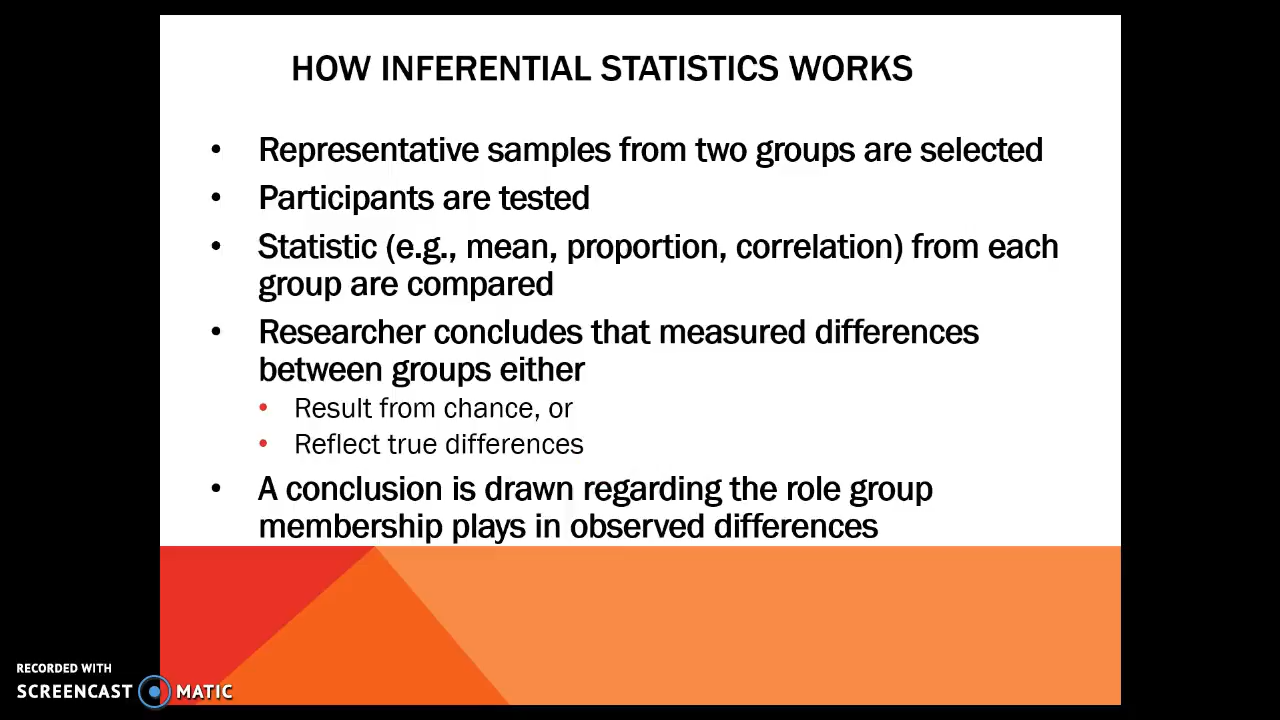 HOW INFERENTIAL STATISTICS WORKS
• Representative samples from two groups are selected
• Participants are tested
• Statistic (e.g., mean, proportion, correlation) from each
group are compared
• Researcher concludes that measured differences
between groups either
• Result from chance, or
• Reflect true differences
• A conclusion is drawn regarding the role group
membership plays in observed differences
RECORDED WITH
SCREENCAST MATIC